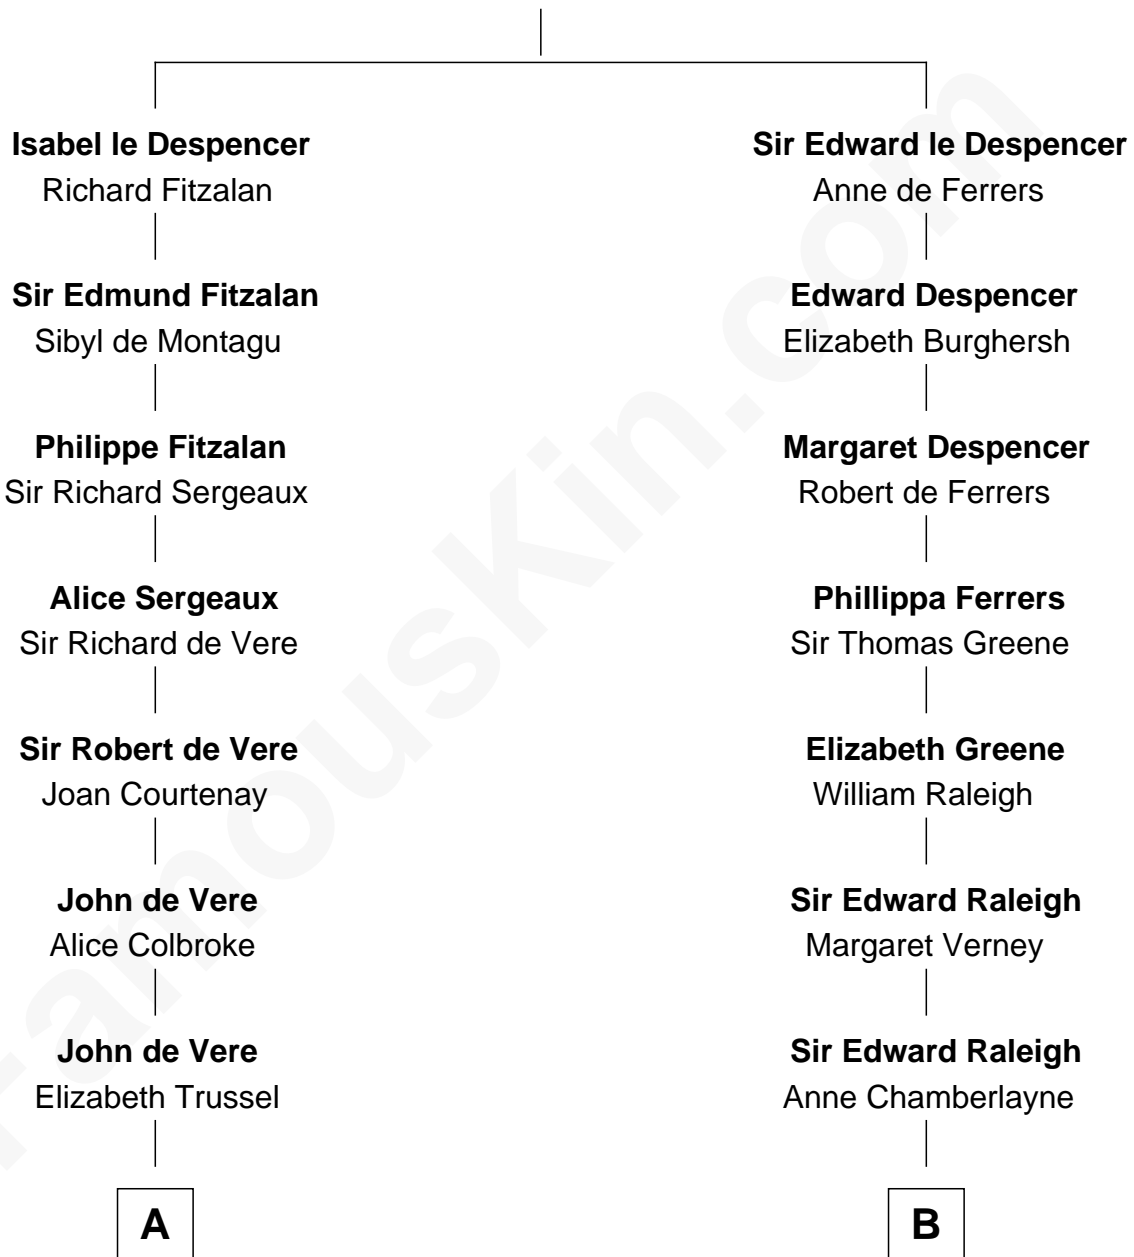 Isabel le Despencer
Richard Fitzalan
Sir Edmund Fitzalan
Sibyl de Montagu
Philippe Fitzalan
Sir Richard Sergeaux
Alice Sergeaux
Sir Richard de Vere
Sir Robert de Vere
Joan Courtenay
John de Vere
Alice Colbroke
John de Vere
Elizabeth Trussel
A
Sir Edward le Despencer
Anne de Ferrers
Edward Despencer
Elizabeth Burghersh
Margaret Despencer
Robert de Ferrers
Phillippa Ferrers
Sir Thomas Greene
Elizabeth Greene
William Raleigh
Sir Edward Raleigh
Margaret Verney
Sir Edward Raleigh
Anne Chamberlayne
B
FamousKin.com